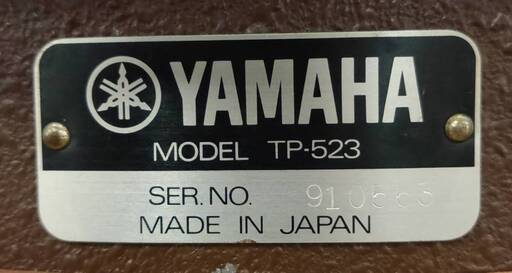 YAMAHA
MODEL TP-523
SER. NO.
MADE IN JAPAN